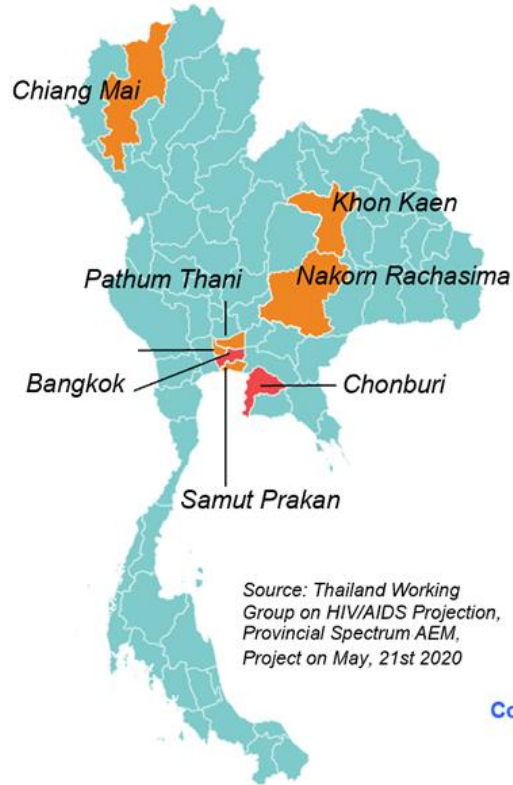 Chiang Mai
Khon Kaen
Nakorn Rachasima
Pathum Thani
Bangkok
Chonburi
Samut Prakan
Source: Thailand Working
Group on HIV/AIDS Projection,
Provincial Spectrum AEM,
Project on May, 21st 2020
Co